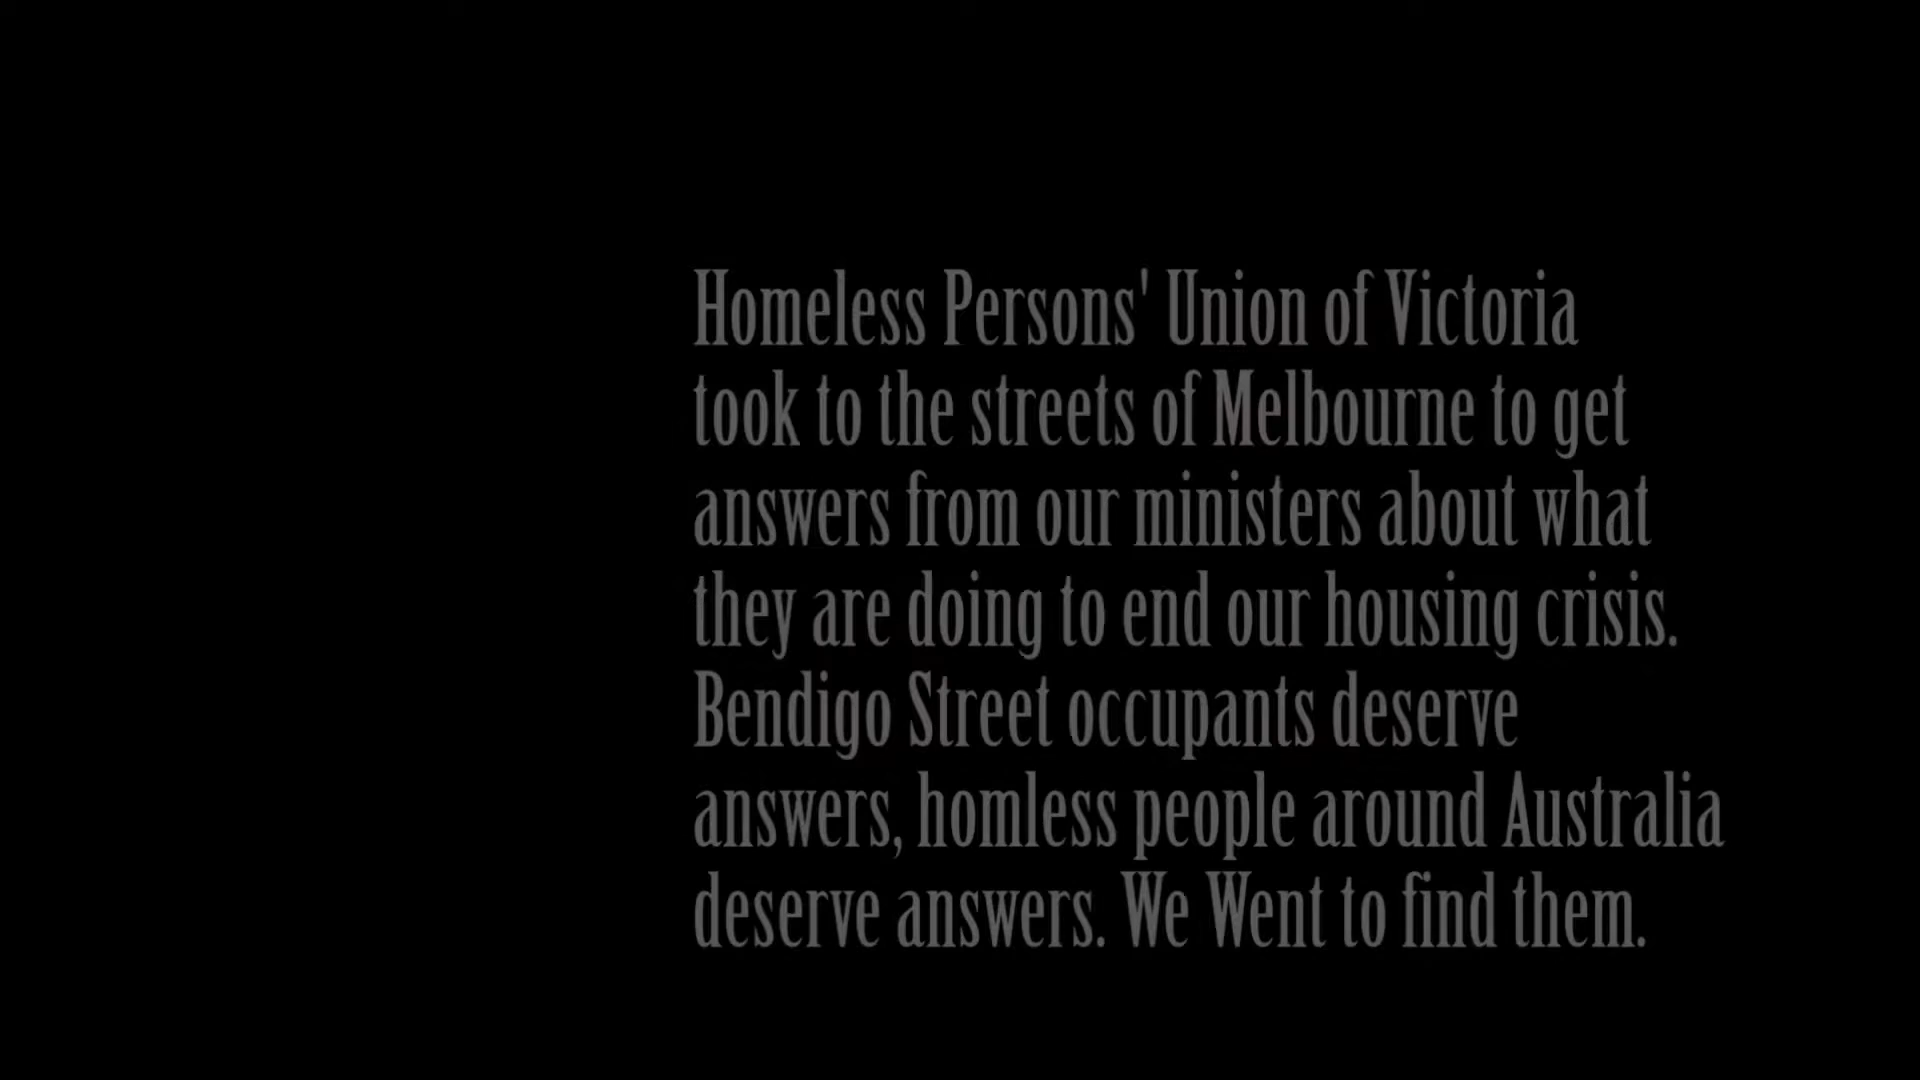 Homeless Persons' Union of Victoria
took to the streets of Melbourne to get
answers from our ministers about what
they are doing to end our housing crisis.
Bendigo Street occupants deserve
answers, homless people around Australia
deserve answers. We Went to find them.